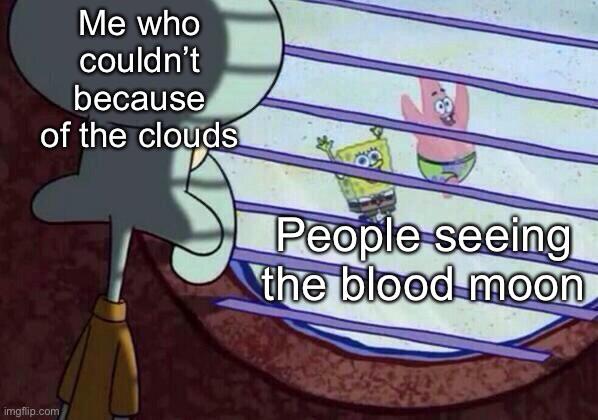 Me who
couldn’t
because
of the clouds
People seeing
the blood moon
imgflip.com